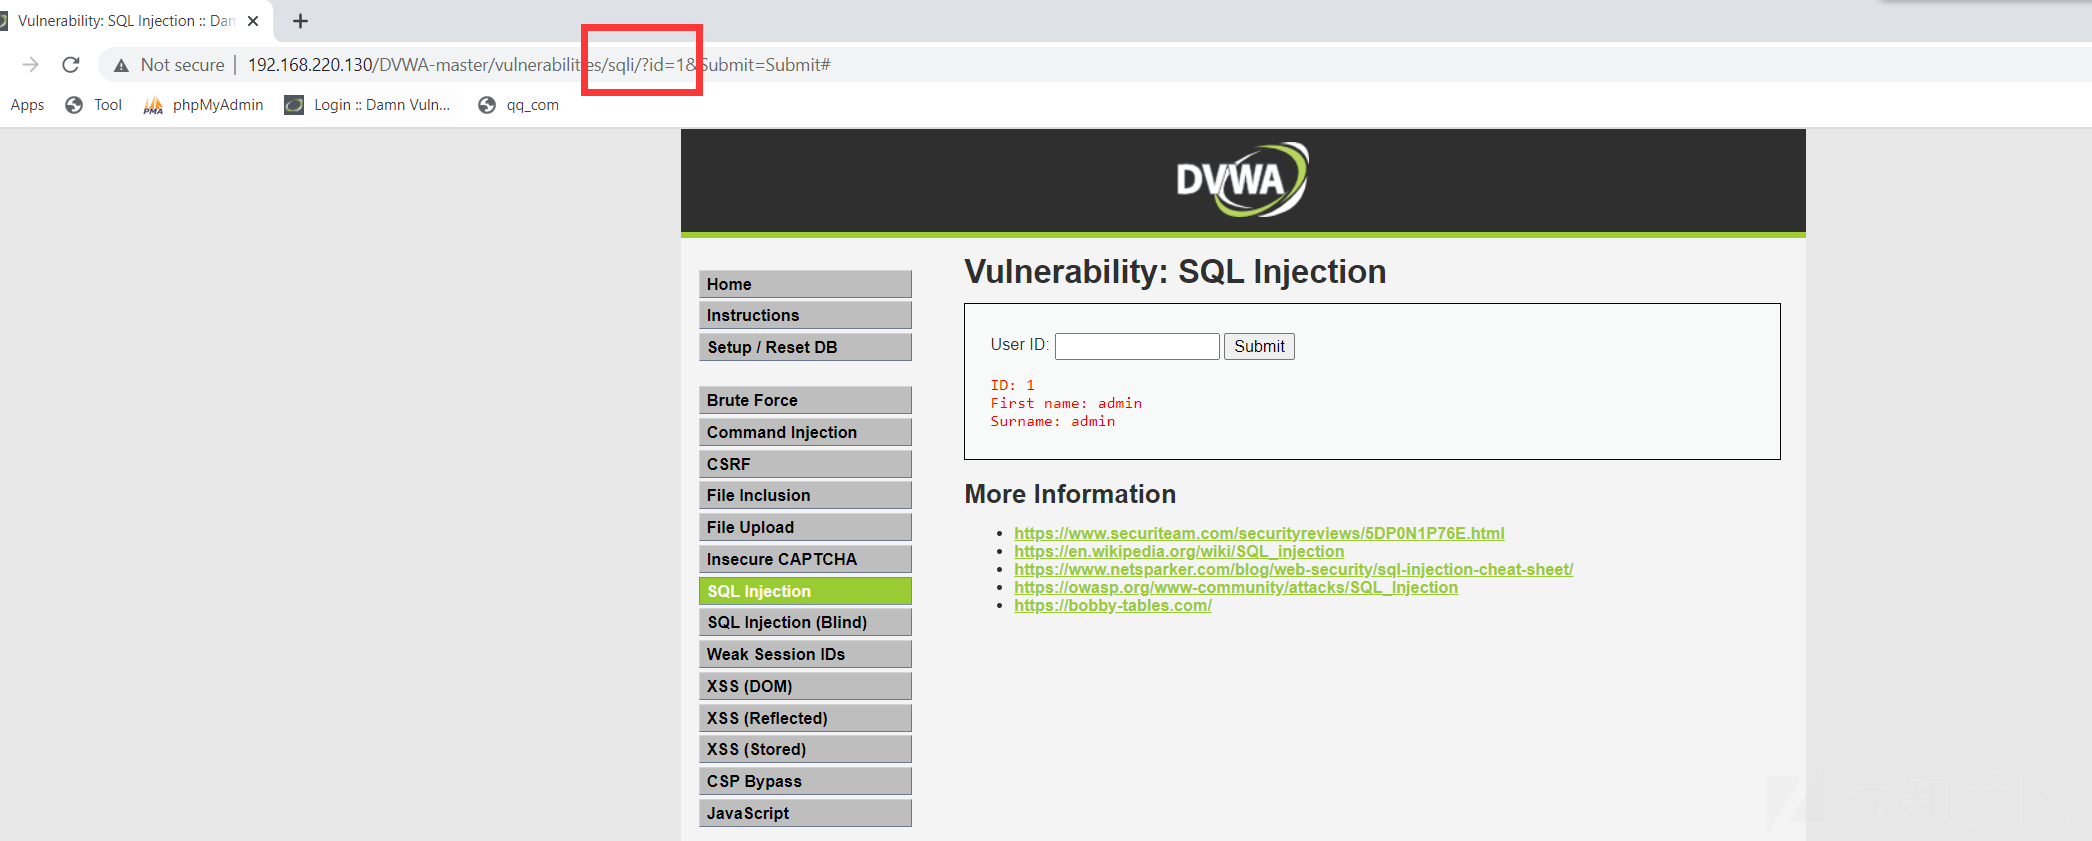 Vulnerability: SQL Injection :: Dam
Not secure | 192.168.220.130/DVWA-master/vulnerabilities/sqli/?id=1&Submit=Submit#
Apps Tool phpMyAdmin Login :: Damn Vuln... qq_com
DVWA
Home
Instructions
Setup / Reset DB
Brute Force
Command Injection
CSRF
File Inclusion
File Upload
Insecure CAPTCHA
SQL Injection
SQL Injection (Blind)
Weak Session IDs
XSS (DOM)
XSS (Reflected)
XSS (Stored)
CSP Bypass
JavaScript
Vulnerability: SQL Injection
User ID: Submit
ID: 1
First name: admin
Surname: admin
More Information
https://www.securiteam.com/securityreviews/5DP0N1P76E.html
https://en.wikipedia.org/wiki/SQL_injection
https://www.netsparker.com/blog/web-security/sql-injection-cheat-sheet/
https://owasp.org/www-community/attacks/SQL_Injection
https://bobby-tables.com/